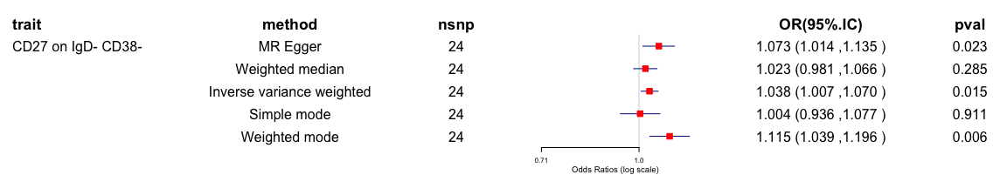 trait method nsnp OR(95%.IC) pval
CD27 on IgD- CD38- MR Egger 24 1.073 (1.014 ,1.135 ) 0.023
Weighted median 24 1.023 (0.981 ,1.066 ) 0.285
Inverse variance weighted 24 1.038 (1.007 ,1.070 ) 0.015
Simple mode 24 1.004 (0.936 ,1.077 ) 0.911
Weighted mode 24 1.115 (1.039 ,1.196 ) 0.006
0.71 1.0
Odds Ratios (log scale)